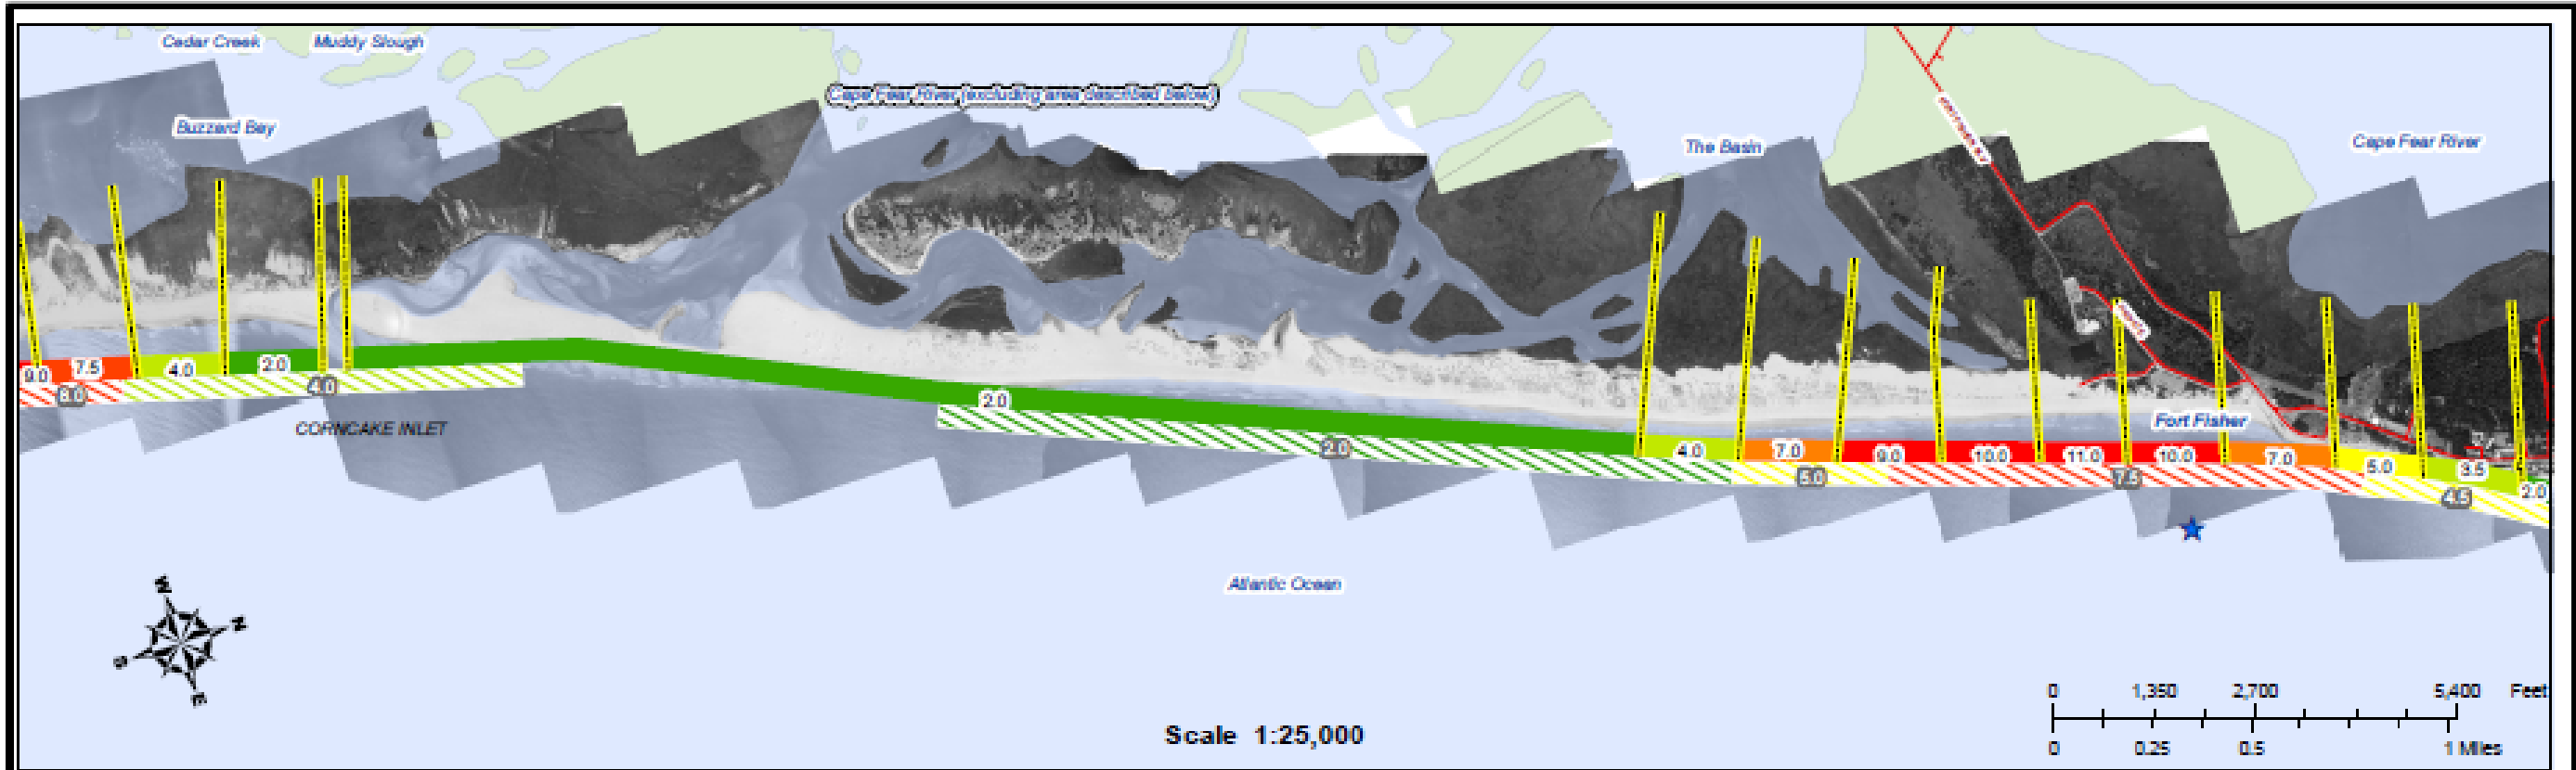 Cedar Creek
Muddy Slough
Cape Fear River (excluding area described below)
Buzzard Bay
The Basin
Cape Fear River
Fort Fisher
9.0
7.5
4.0
2.0
8.0
4.0
2.0
2.0
4.0
7.0
9.0
10.0
11.0
10.0
7.0
5.0
3.5
2.0
5.0
7.5
4.5
CORNCAKE INLET
Atlantic Ocean
N
E
Scale 1:25,000
0 1,350 2,700 5,400 Feet
0 0.25 0.5 1 Miles